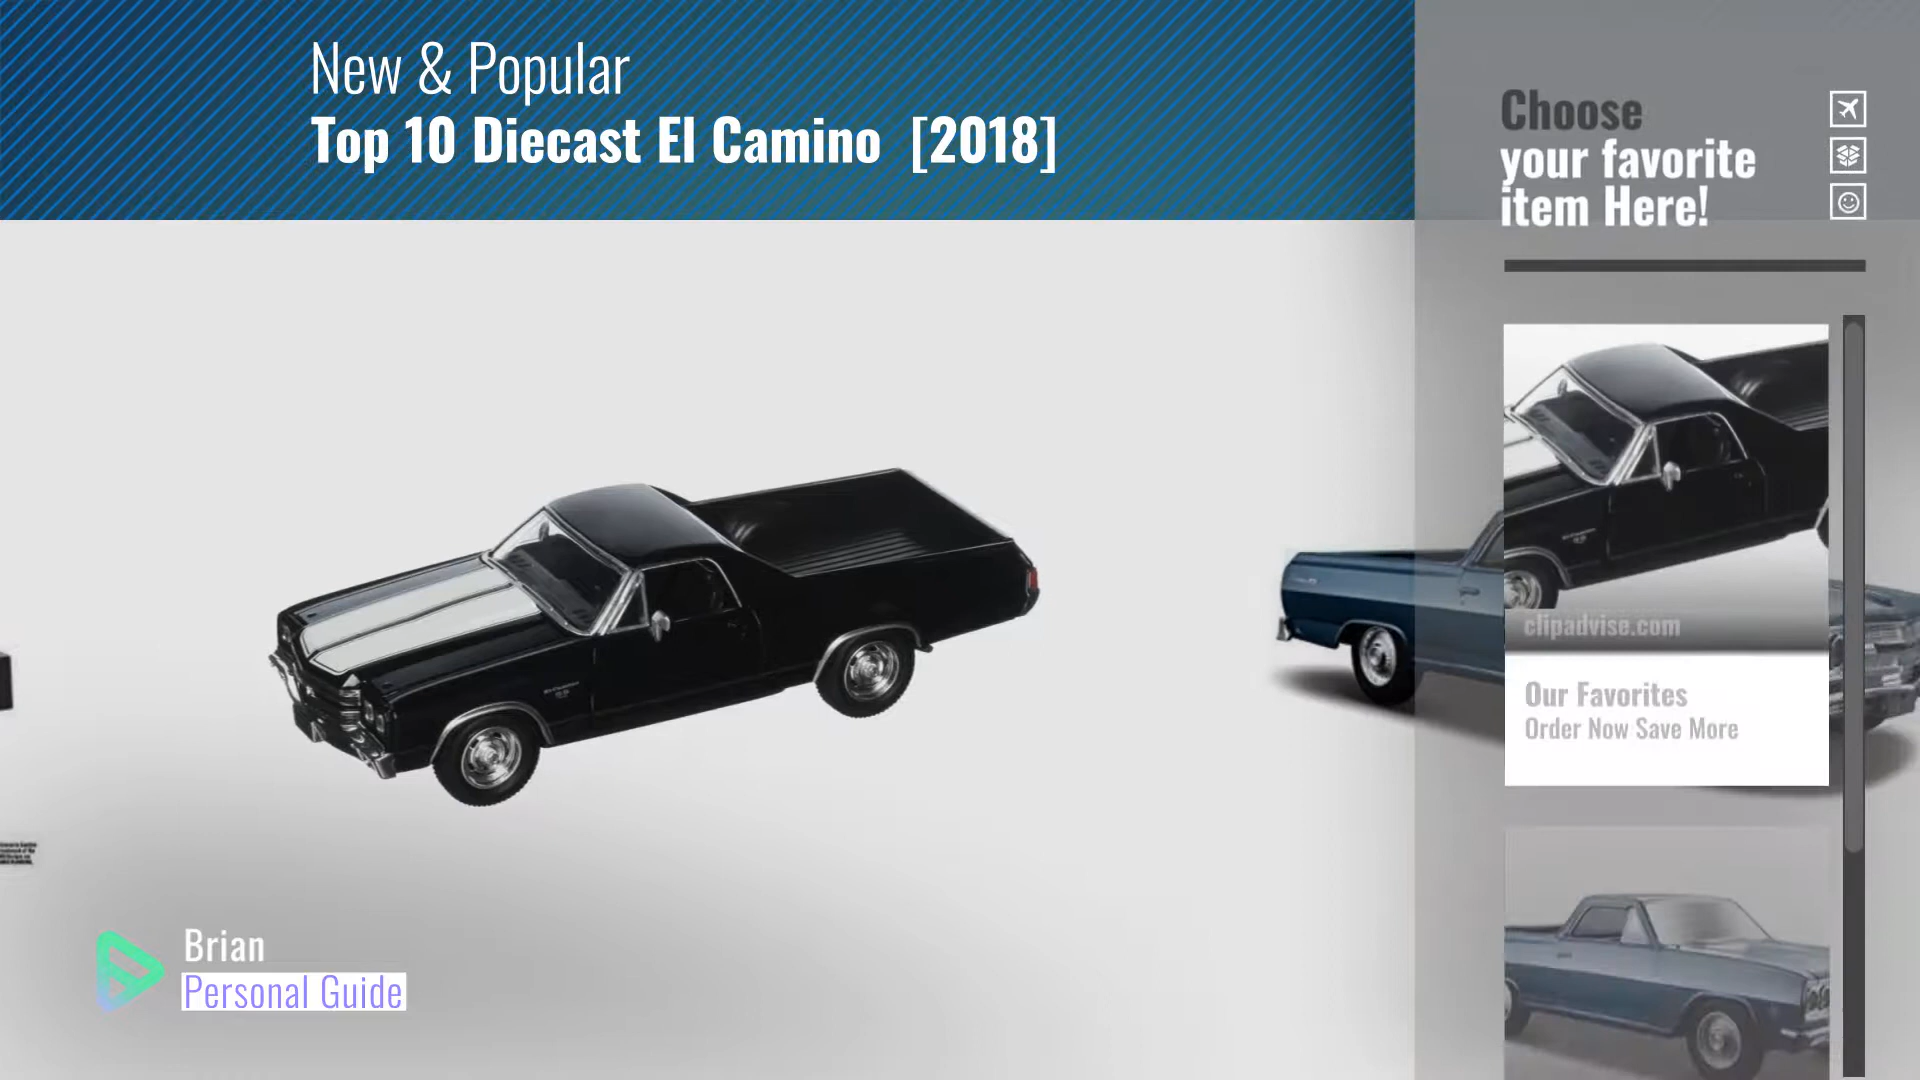 New & Popular
Top 10 Diecast El Camino [2018]
Choose
your favorite
item Here!
clipadvise.com
Our Favorites
Order Now Save More
Brian
Personal Guide